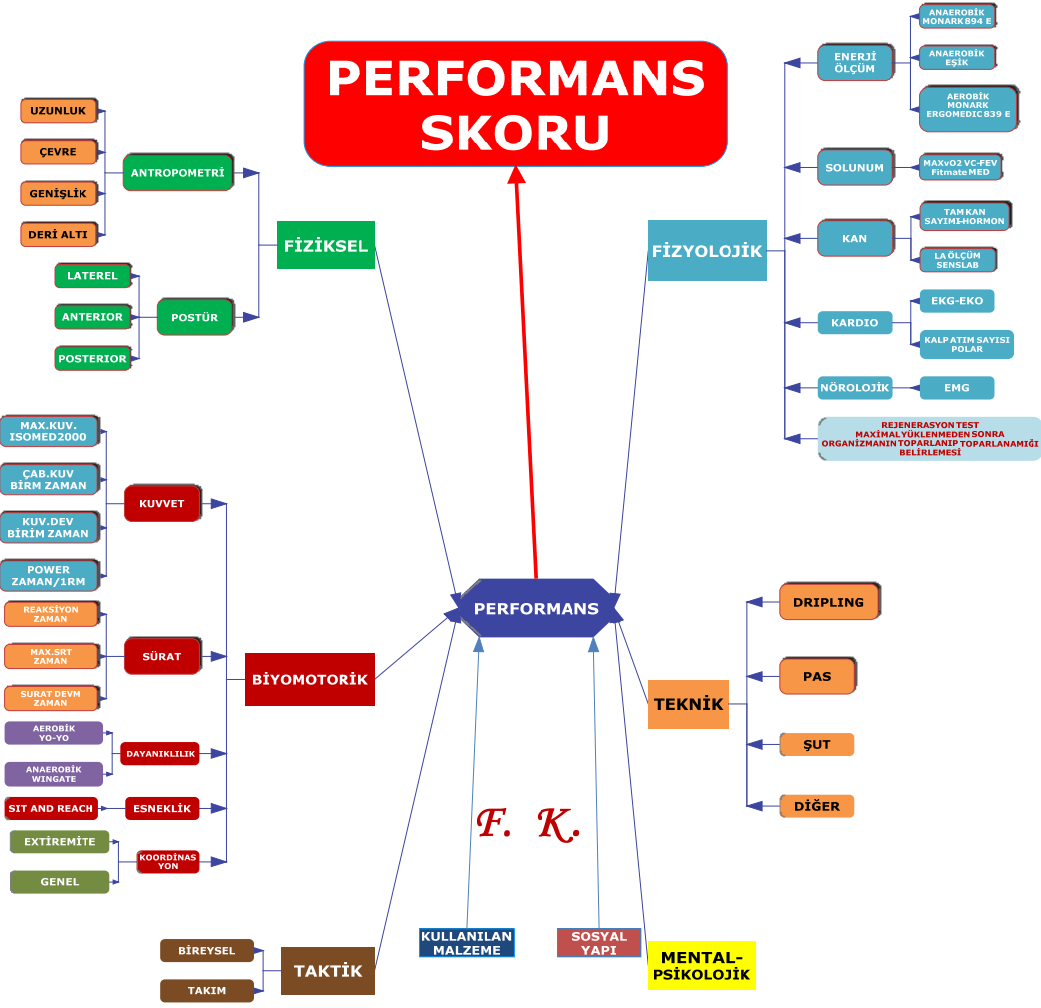 PERFORMANS
SKORU
UZUNLUK
ÇEVRE
GENİŞLİK
DERİ ALTI
ANTROPOMETRİ
LATEREL
ANTERIOR
POSTERIOR
POSTÜR
FİZİKSEL
ENERJİ
ÖLÇÜM
ANAEROBİK
MONARK 894 E
ANAEROBİK
EŞİK
AEROBİK
MONARK
ERGOMEDIC 839 E
SOLUNUM
MAXvO2 VC-FEV
Fitmate MED
KAN
TAM KAN
SAYIMI-HORMON
LA ÖLÇÜM
SENSLAB
FİZYOLOJİK
KARDIO
EKG-EKO
KALP ATIM SAYISI
POLAR
NÖROLOJİK
EMG
REJENERASYON TEST
MAXİMAL YÜKLENMEDEN SONRA
ORGANİZMANIN TOPARLANIP TOPARLANAMIĞI
BELİRLEMESİ
MAX.KUV.
ISOMED2000
ÇAB.KUV
BİRM ZAMAN
KUV.DEV
BİRİM ZAMAN
POWER
ZAMAN/1RM
KUVVET
REAKSİYON
ZAMAN
MAX.SRT
ZAMAN
SURAT DEVM
ZAMAN
SÜRAT
BİYOMOTORİK
AEROBİK
YO-YO
ANAEROBİK
WINGATE
DAYANIKLILIK
SIT AND REACH
ESNEKLİK
EXTİREMİTE
GENEL
KOORDİNAS
YON
PERFORMANS
DRIPLING
PAS
ŞUT
DİĞER
TEKNİK
F. K.
BİREYSEL
TAKIM
TAKTİK
KULLANILAN
MALZEME
SOSYAL
YAPI
MENTAL-
PSİKOLOJİK